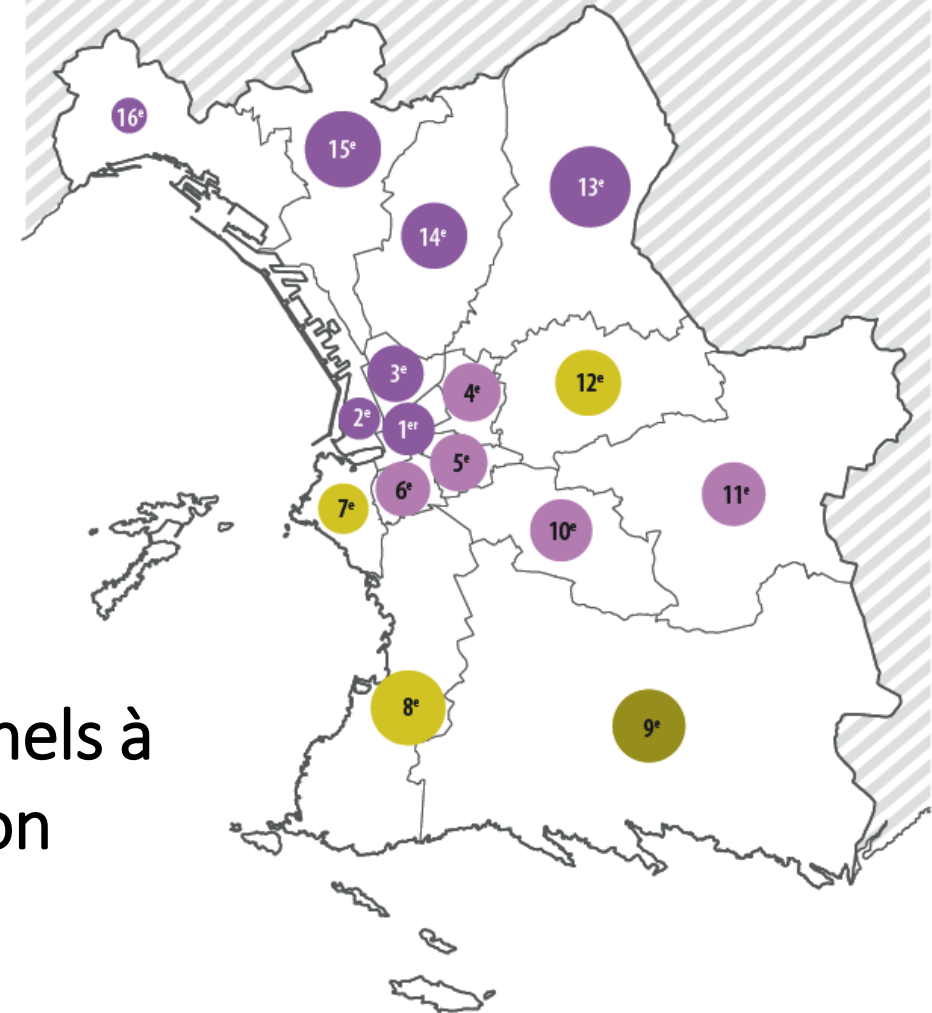 16ᵉ
15ᵉ
13ᵉ
14ᵉ
3ᵉ
4ᵉ
12ᵉ
2ᵉ
1ᵉʳ
5ᵉ
6ᵉ
7ᵉ
11ᵉ
10ᵉ
8ᵉ
9ᵉ
nels à
on